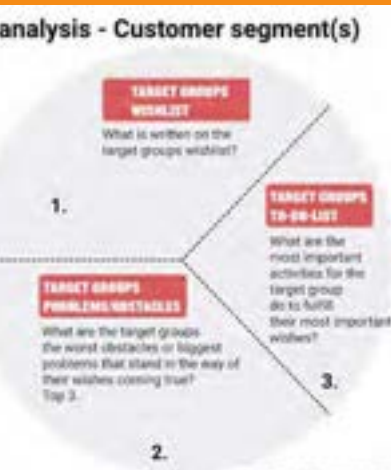 analysis - Customer segment(s)
TARGET GROUPS
WISHLIST
What is written on the
target groups wishlist?
1.
TARGET GROUPS
TO-DO-LIST
What are the
most important
activities for the
target group
do to fulfill
their most important
wishes?
3.
TARGET GROUPS
PROBLEMS/OBSTACLES
What are the target groups
the worst obstacles or biggest
problems that stand in the way of
their wishes coming true?
Top 3.
2.